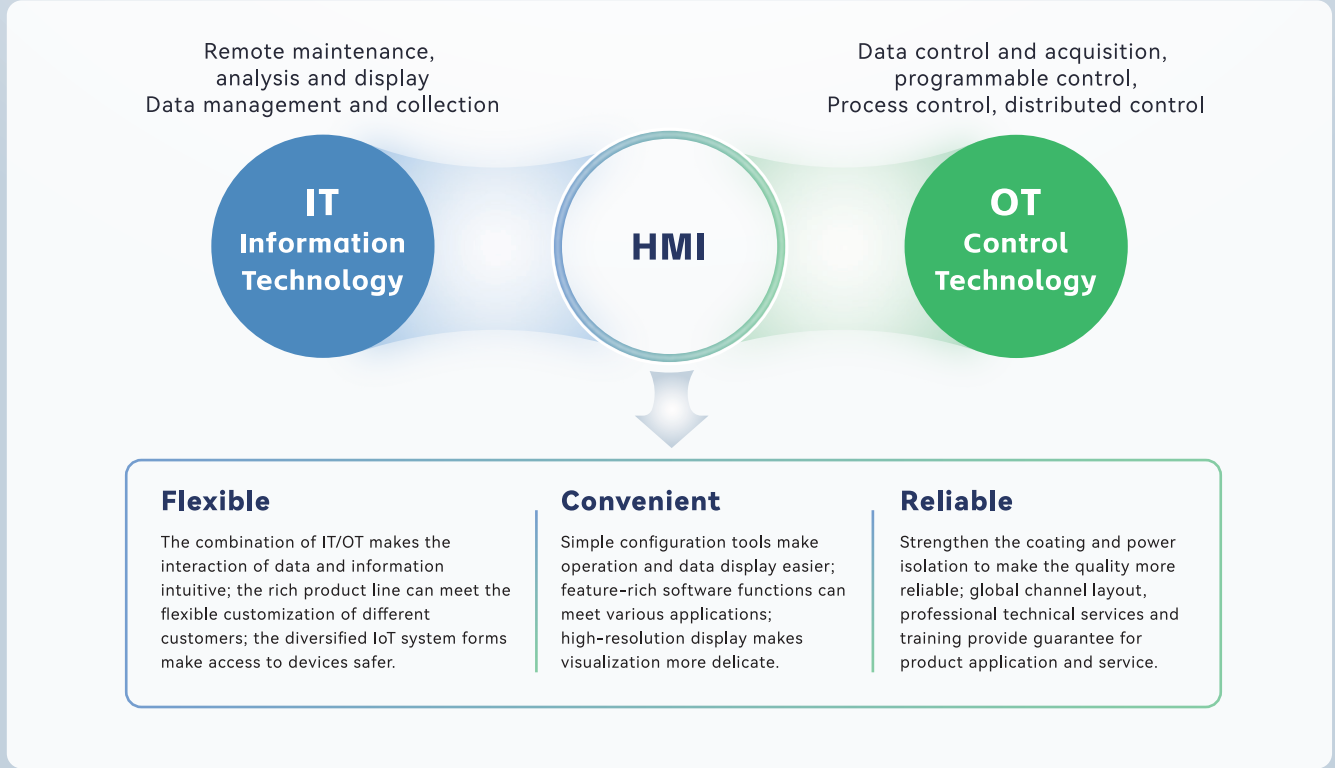 Remote maintenance,
analysis and display
Data management and collection
Data control and acquisition,
programmable control,
Process control, distributed control
IT
Information
Technology
HMI
OT
Control
Technology
Flexible
The combination of IT/OT makes the
interaction of data and information
intuitive; the rich product line can meet the
flexible customization of different
customers; the diversified IoT system forms
make access to devices safer.
Convenient
Simple configuration tools make
operation and data display easier;
feature-rich software functions can
meet various applications;
high-resolution display makes
visualization more delicate.
Reliable
Strengthen the coating and power
isolation to make the quality more
reliable; global channel layout,
professional technical services and
training provide guarantee for
product application and service.